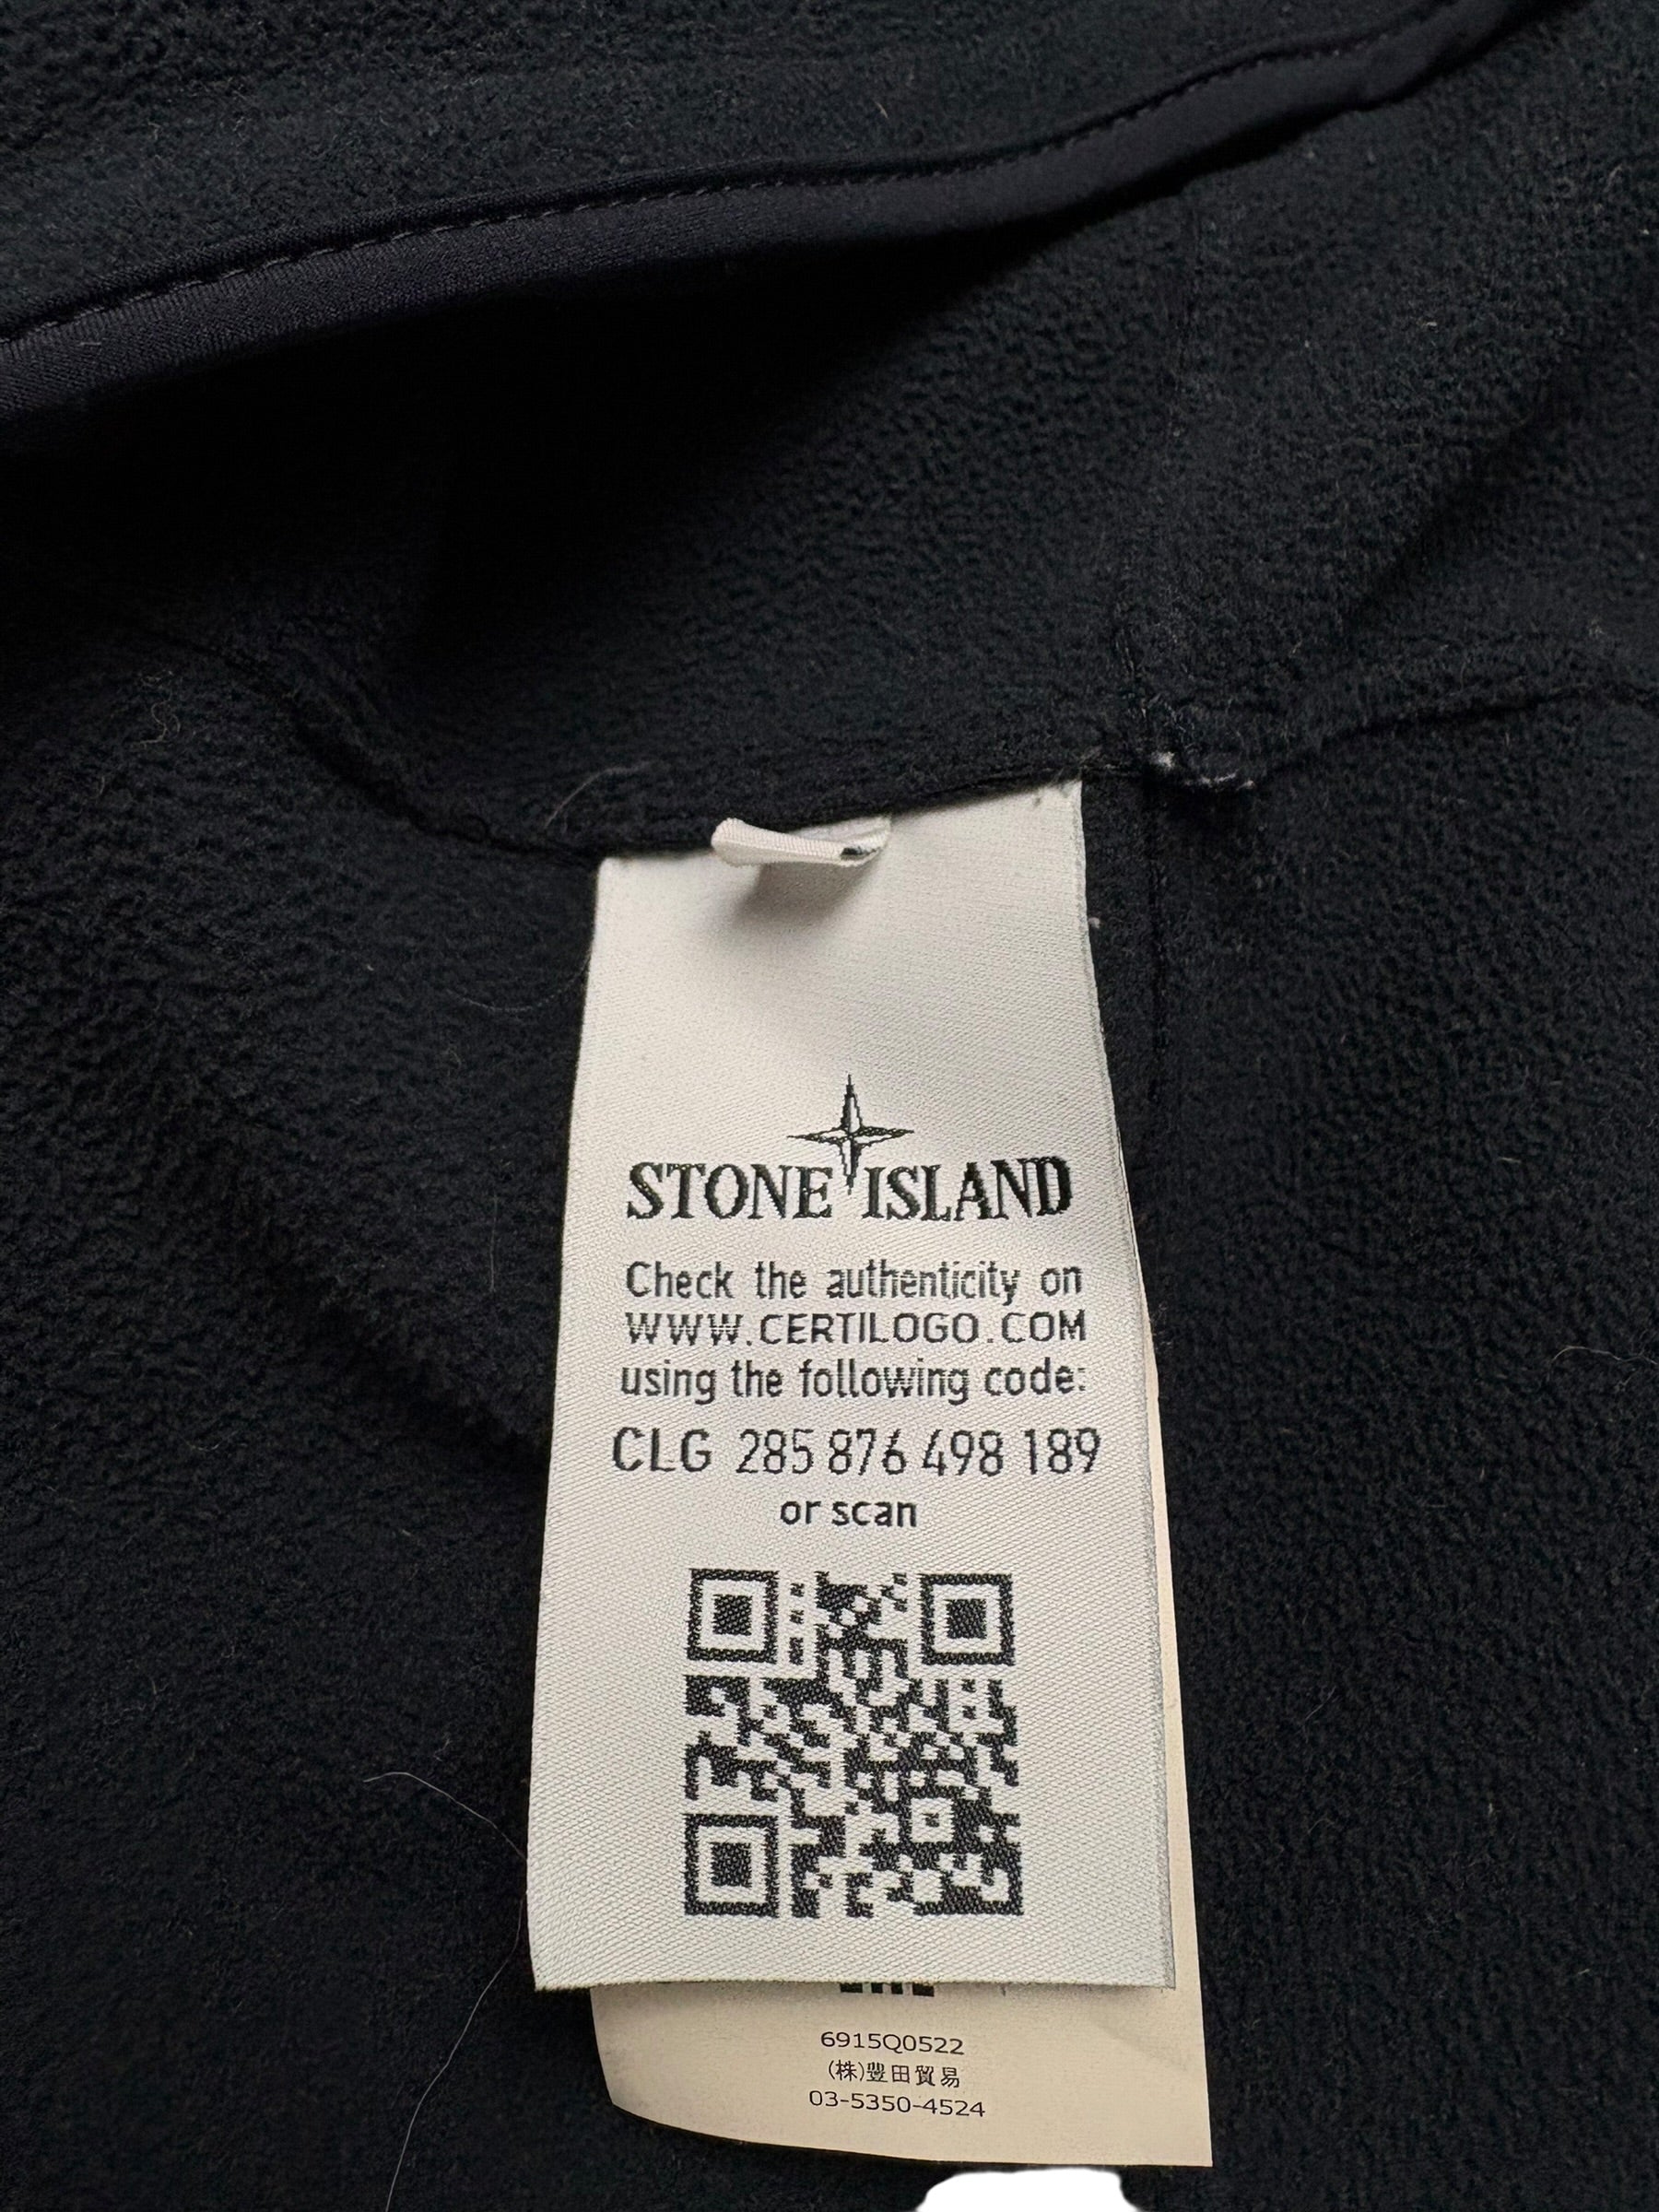 STONE ISLAND
Check the authenticity on
WWW.CERTILOGO.COM
using the following code:
CLG 285 876 498 189
or scan
6915Q0522
(株)豊田貿易
03-5350-4524